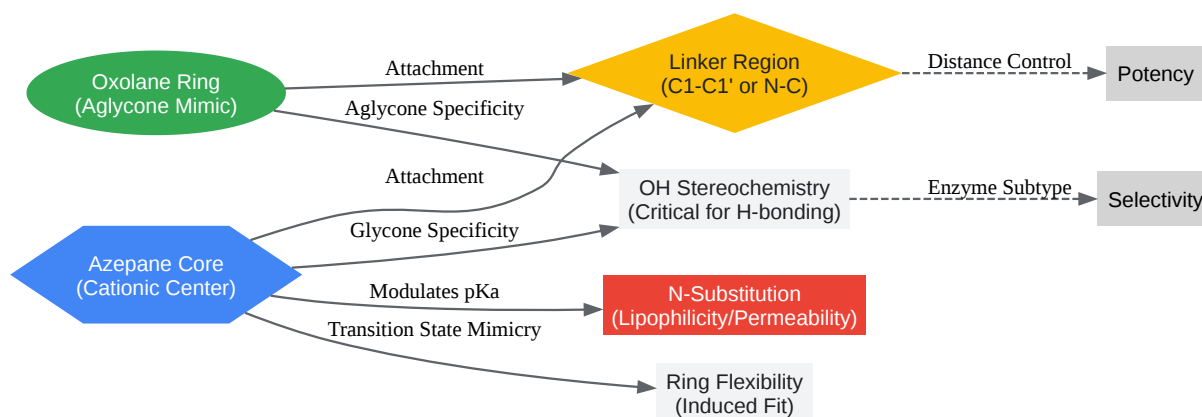 Oxolane Ring
(Aglycone Mimic)
Attachment
Aglycone Specificity
Linker Region
(C1-C1' or N-C)
Distance Control
Potency
Attachment
Glycone Specificity
OH Stereochemistry
(Critical for H-bonding)
Enzyme Subtype
Selectivity
Azepane Core
(Cationic Center)
Modulates pKa
N-Substitution
(Lipophilicity/Permeability)
Transition State Mimicry
Ring Flexibility
(Induced Fit)